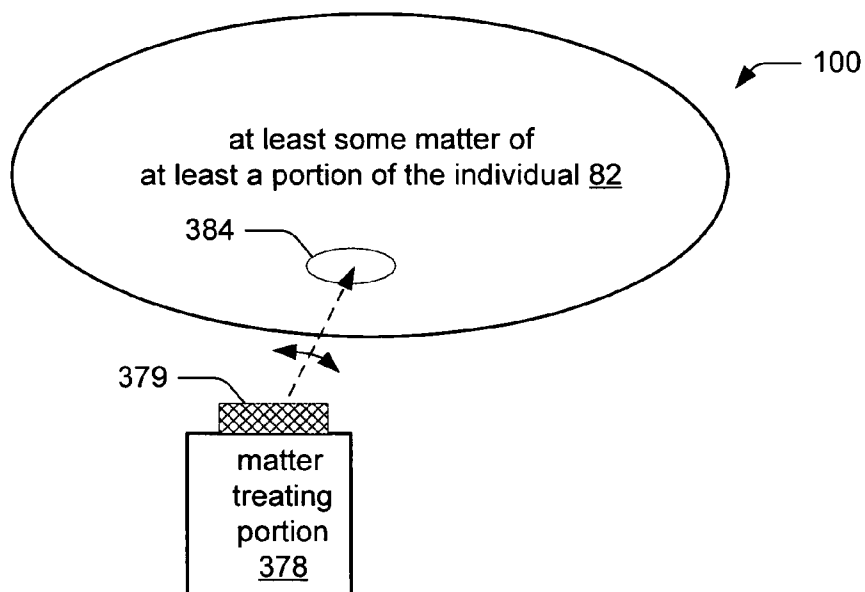 100
at least some matter of
at least a portion of the individual 82
384
379
matter
treating
portion
378